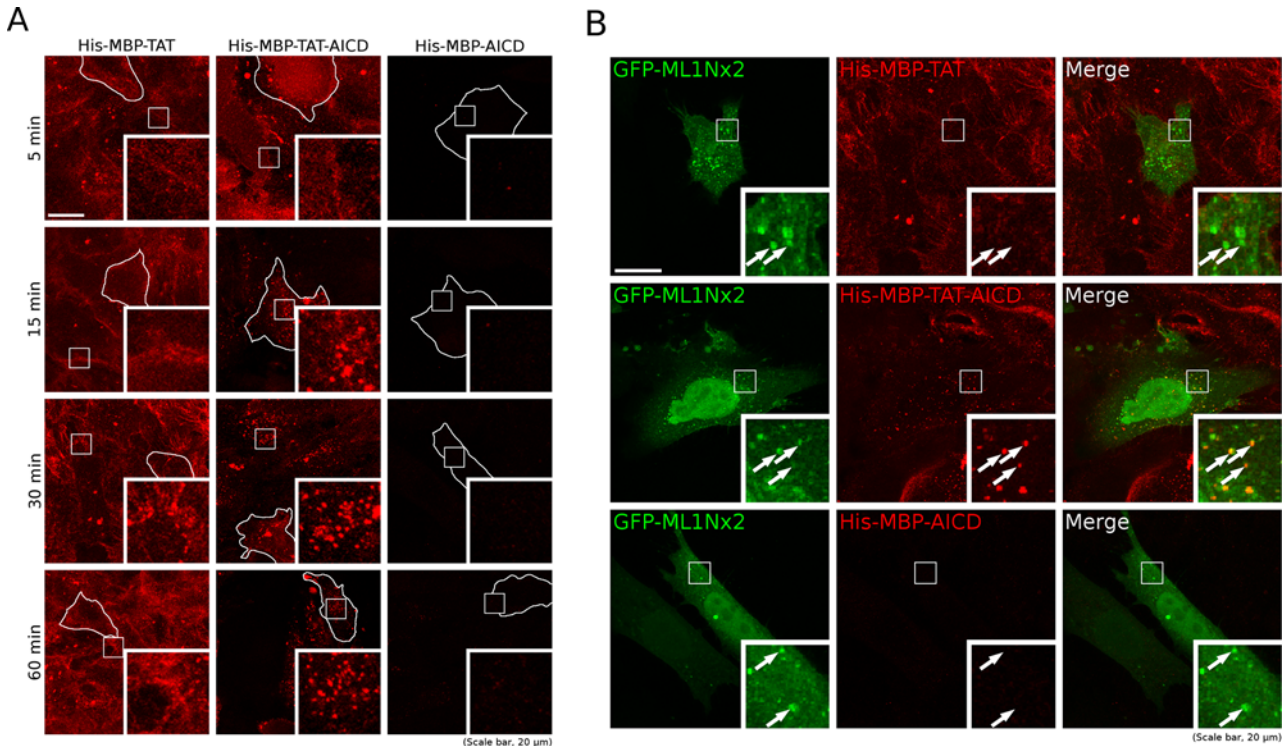 A
His-MBP-TAT His-MBP-TAT-AICD His-MBP-AICD
5 min
15 min
30 min
60 min
(Scale bar, 20 µm)
B
GFP-ML1Nx2 His-MBP-TAT Merge
GFP-ML1Nx2 His-MBP-TAT-AICD Merge
GFP-ML1Nx2 His-MBP-AICD Merge
(Scale bar, 20 µm)